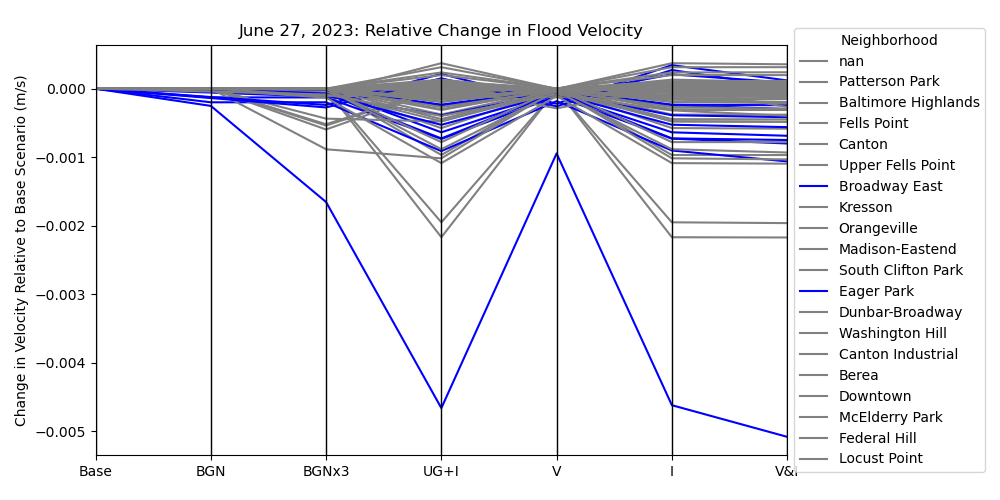 June 27, 2023: Relative Change in Flood Velocity
Change in Velocity Relative to Base Scenario (m/s)
0.000
−0.001
−0.002
−0.003
−0.004
−0.005
Base
BGN
BGNx3
UG+I
V
I
V&I
Neighborhood
nan
Patterson Park
Baltimore Highlands
Fells Point
Canton
Upper Fells Point
Broadway East
Kresson
Orangeville
Madison-Eastend
South Clifton Park
Eager Park
Dunbar-Broadway
Washington Hill
Canton Industrial
Berea
Downtown
McElderry Park
Federal Hill
Locust Point